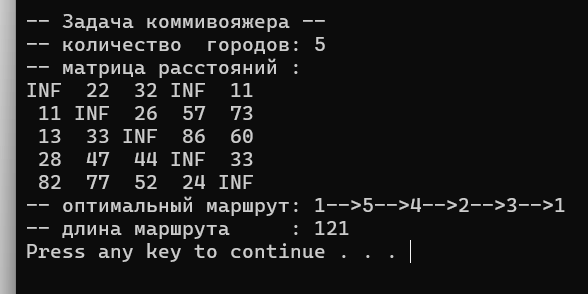 -- Задача коммивояжера --
-- количество  городов: 5
-- матрица расстояний :
INF  22  32 INF  11
 11 INF  26  57  73
 13  33 INF  86  60
 28  47  44 INF  33
 82  77  52  24 INF
-- оптимальный маршрут: 1-->5-->4-->2-->3-->1
-- длина маршрута     : 121
Press any key to continue . . .